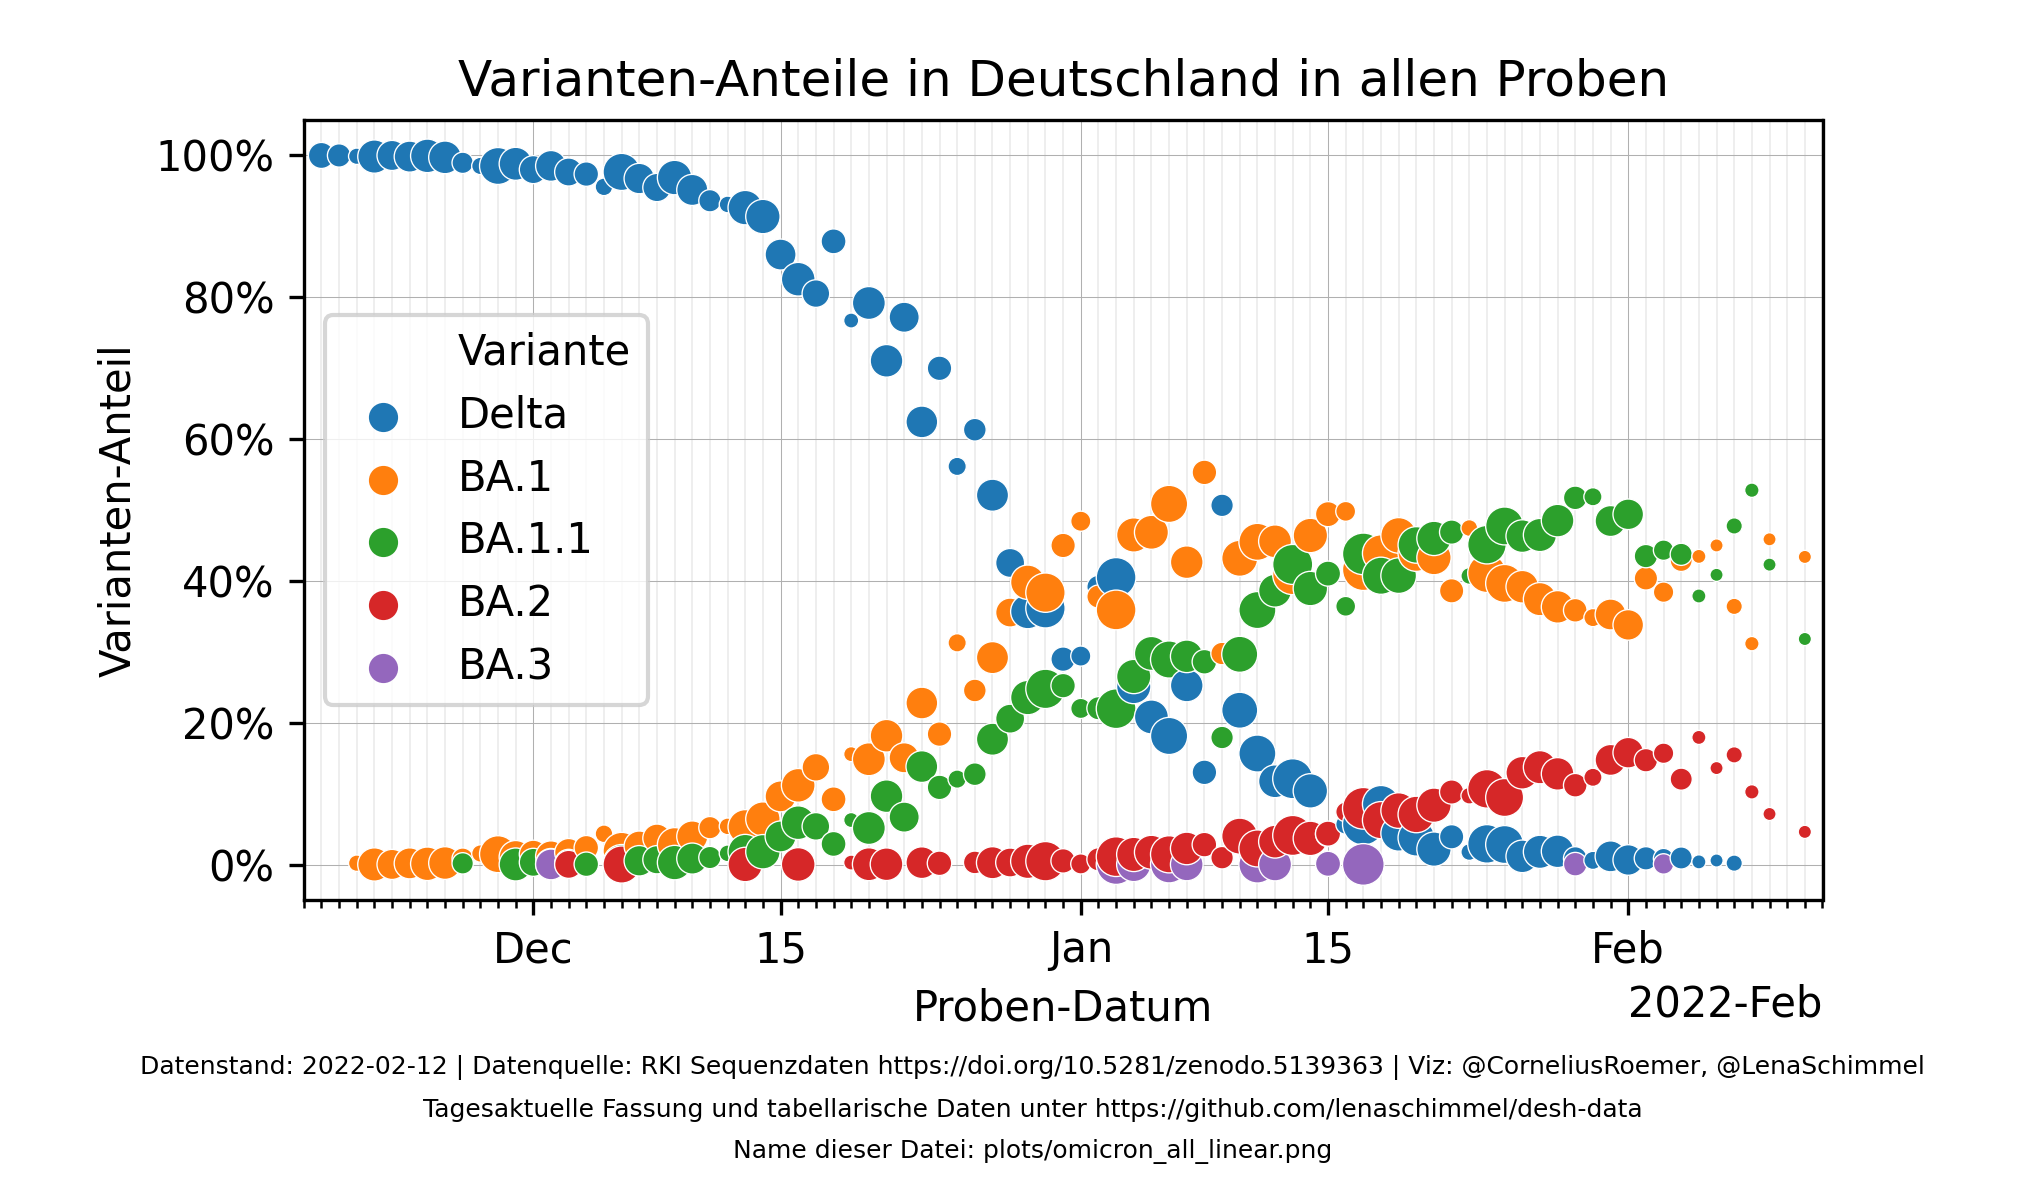 Varianten-Anteile in Deutschland in allen Proben
100%
80%
60%
40%
20%
0%
Varianten-Anteil
Variante
Delta
BA.1
BA.1.1
BA.2
BA.3
Dec
15
Jan
15
Feb
2022-Feb
Proben-Datum
Datenstand: 2022-02-12 | Datenquelle: RKI Sequenzdaten https://doi.org/10.5281/zenodo.5139363 | Viz: @CorneliusRoemer, @LenaSchimmel
Tagesaktuelle Fassung und tabellarische Daten unter https://github.com/lenaschimmel/desh-data
Name dieser Datei: plots/omicron_all_linear.png